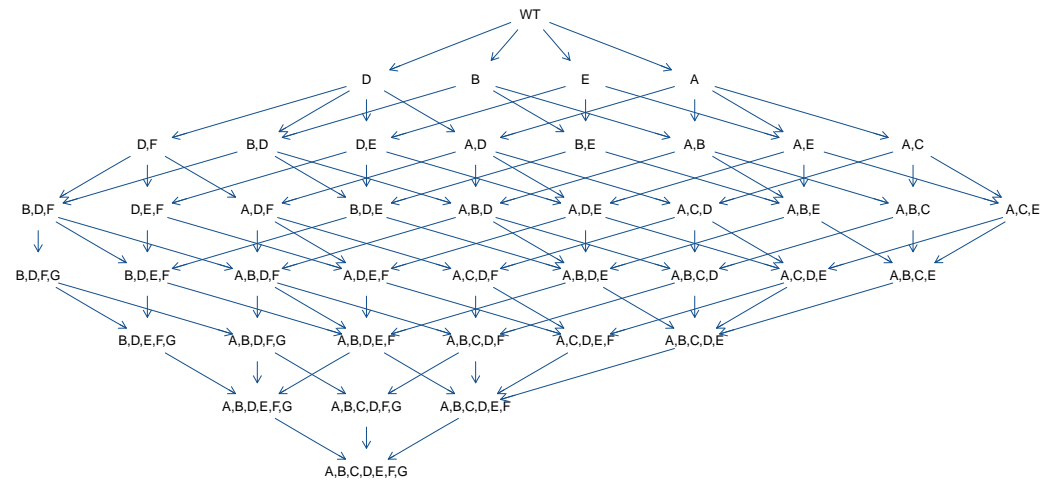 WT
D B E A
D,F B,D D,E A,D B,E A,B A,E A,C
B,D,F D,E,F A,D,F B,D,E A,B,D A,D,E A,C,D A,B,E A,B,C A,C,E
B,D,F,G B,D,E,F A,B,D,F A,D,E,F A,C,D,F A,B,D,E A,B,C,D A,C,D,E A,B,C,E
B,D,E,F,G A,B,D,F,G A,B,D,E,F A,B,C,D,F A,C,D,E,F A,B,C,D,E
A,B,D,E,F,G A,B,C,D,F,G A,B,C,D,E,F
A,B,C,D,E,F,G